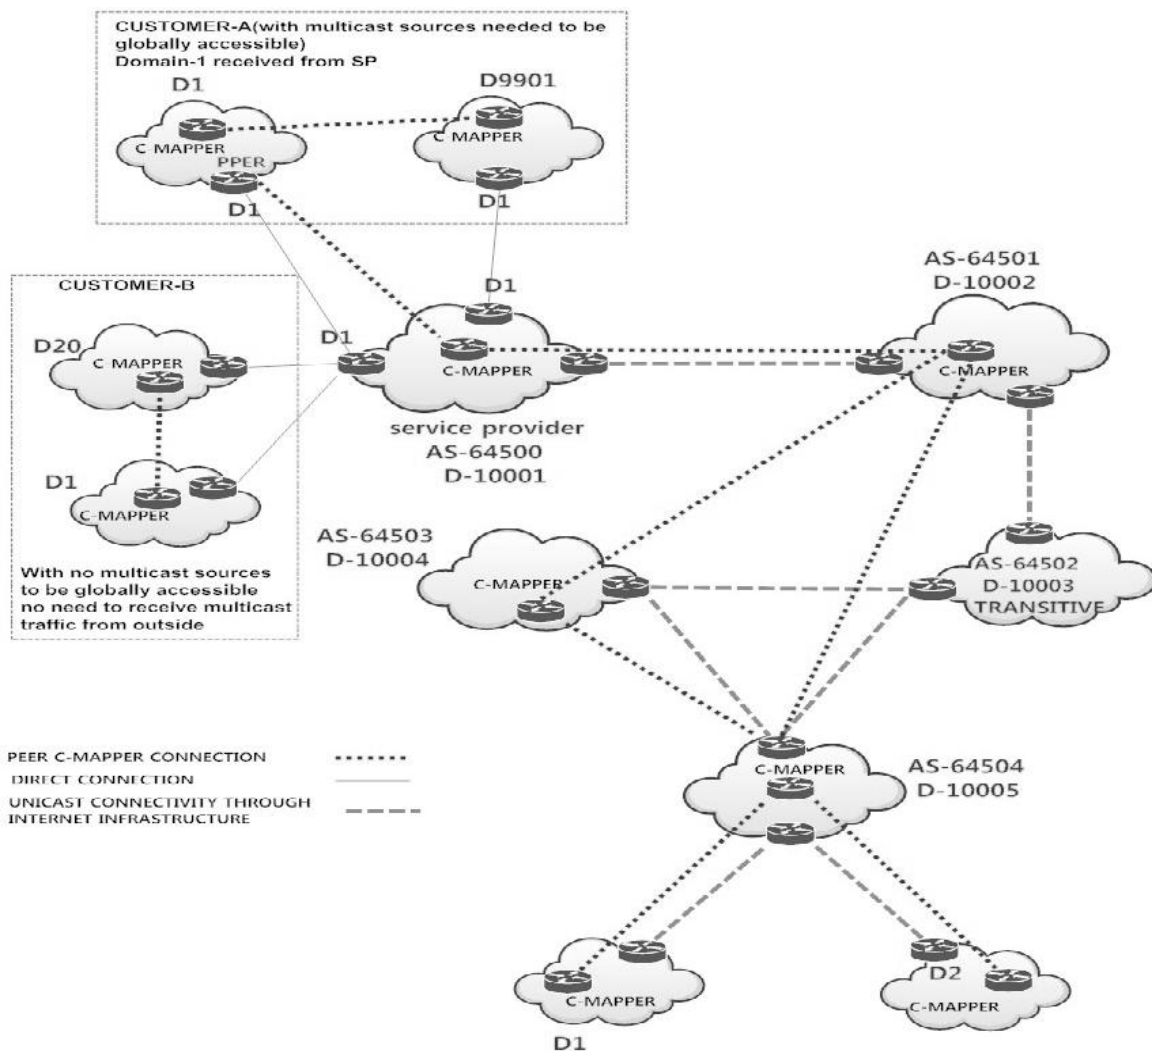 CUSTOMER-A(with multicast sources needed to be
globally accessible)
Domain-1 received from SP
D1
D9901
C MAPPER
C MAPPER
PPER
D1
D1
CUSTOMER-B
D1
D1
AS-64501
D-10002
D20
C-MAPPER
C-MAPPER
C-MAPPER
service provider
AS-64500
D-10001
D1
C-MAPPER
AS-64503
D-10004
C-MAPPER
AS-64502
D-10003
TRANSITIVE
With no multicast sources
to be globally accessible
no need to receive multicast
traffic from outside
PEER C-MAPPER CONNECTION
DIRECT CONNECTION
UNICAST CONNECTIVITY THROUGH
INTERNET INFRASTRUCTURE
C-MAPPER
AS-64504
D-10005
D2
C-MAPPER
C-MAPPER
D1